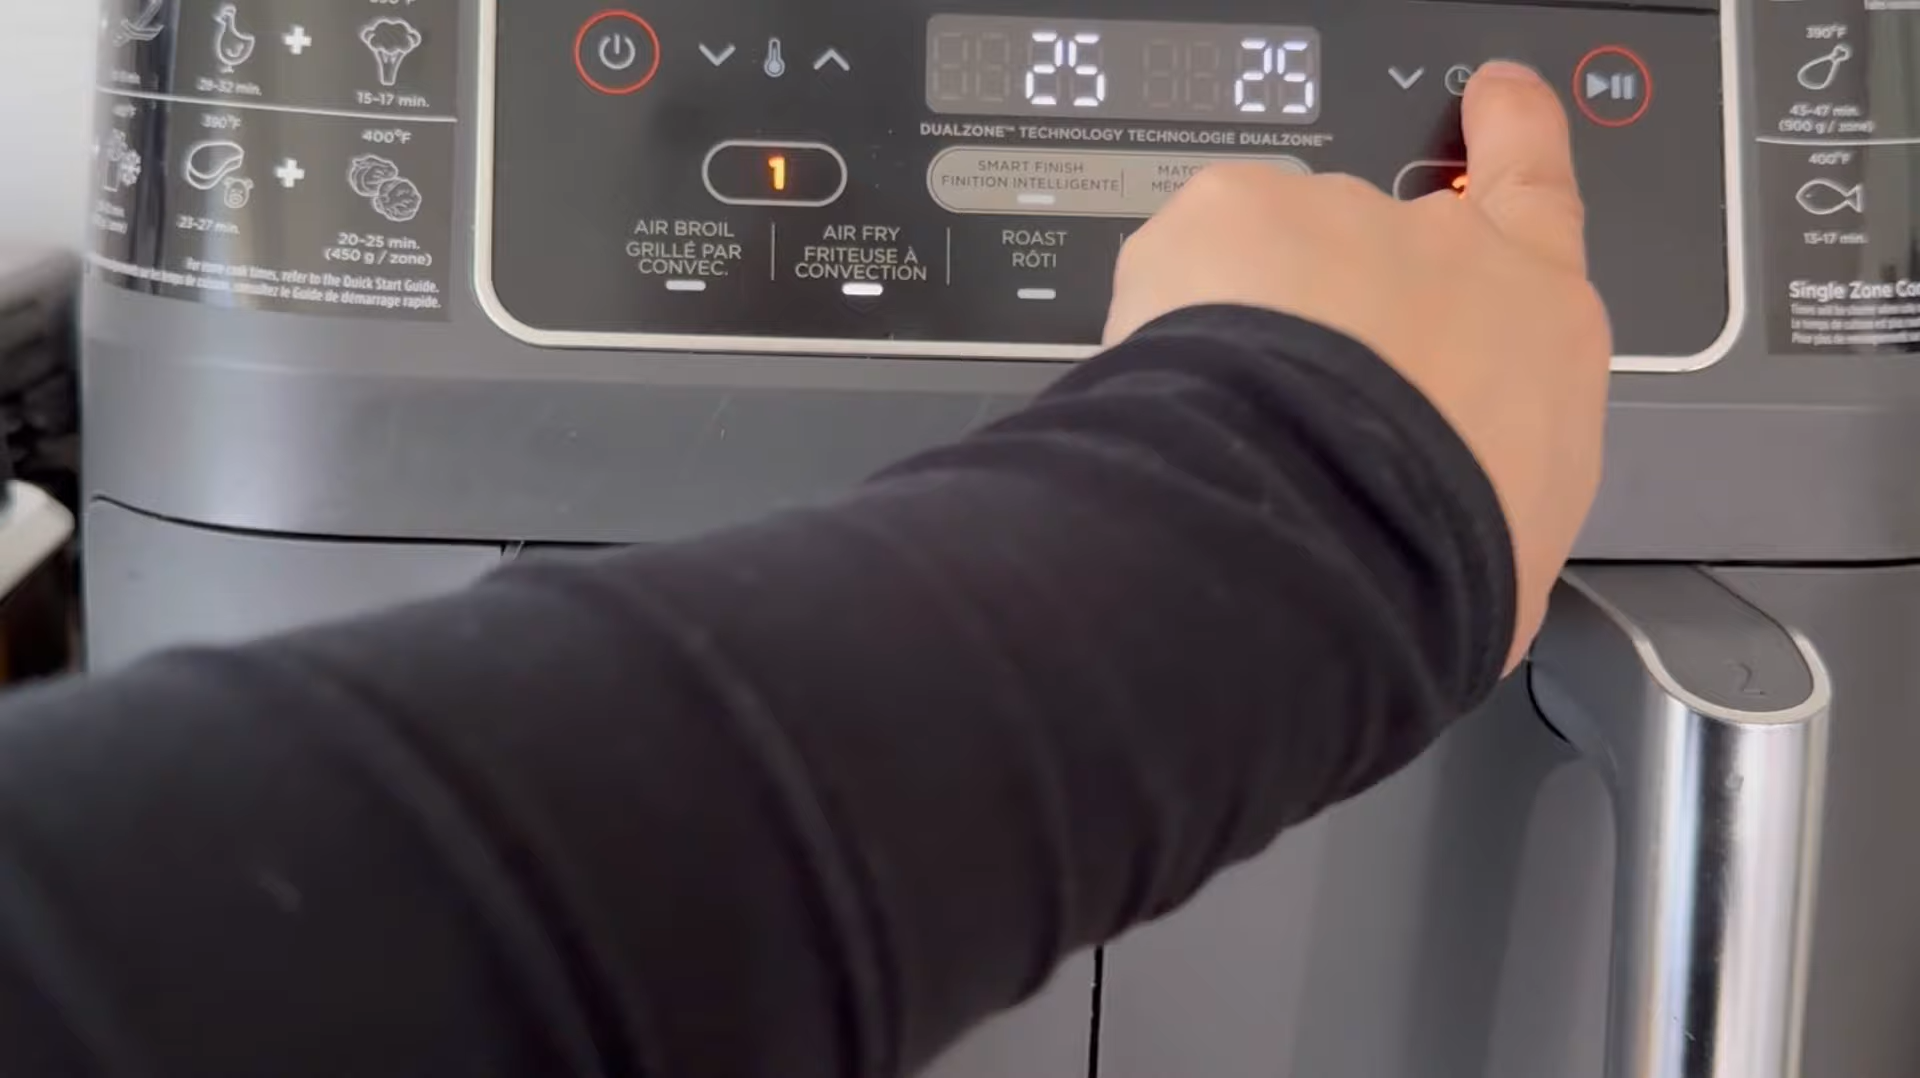 28-32 min.
15-17 min.
390°F
400°F
23-27 min.
20-25 min.
(450 g / zone)
For more cook times, refer to the Quick Start Guide.
consultez le Guide de démarrage rapide.
25 25
DUALZONE™ TECHNOLOGY TECHNOLOGIE DUALZONE™
SMART FINISH
FINITION INTELLIGENTE
1
AIR BROIL
GRILLÉ PAR
CONVEC.
AIR FRY
FRITEUSE À
CONVECTION
ROAST
RÔTI
390°F
45-47 min.
(900 g / zone)
400°F
15-17 min.
Single Zone
2